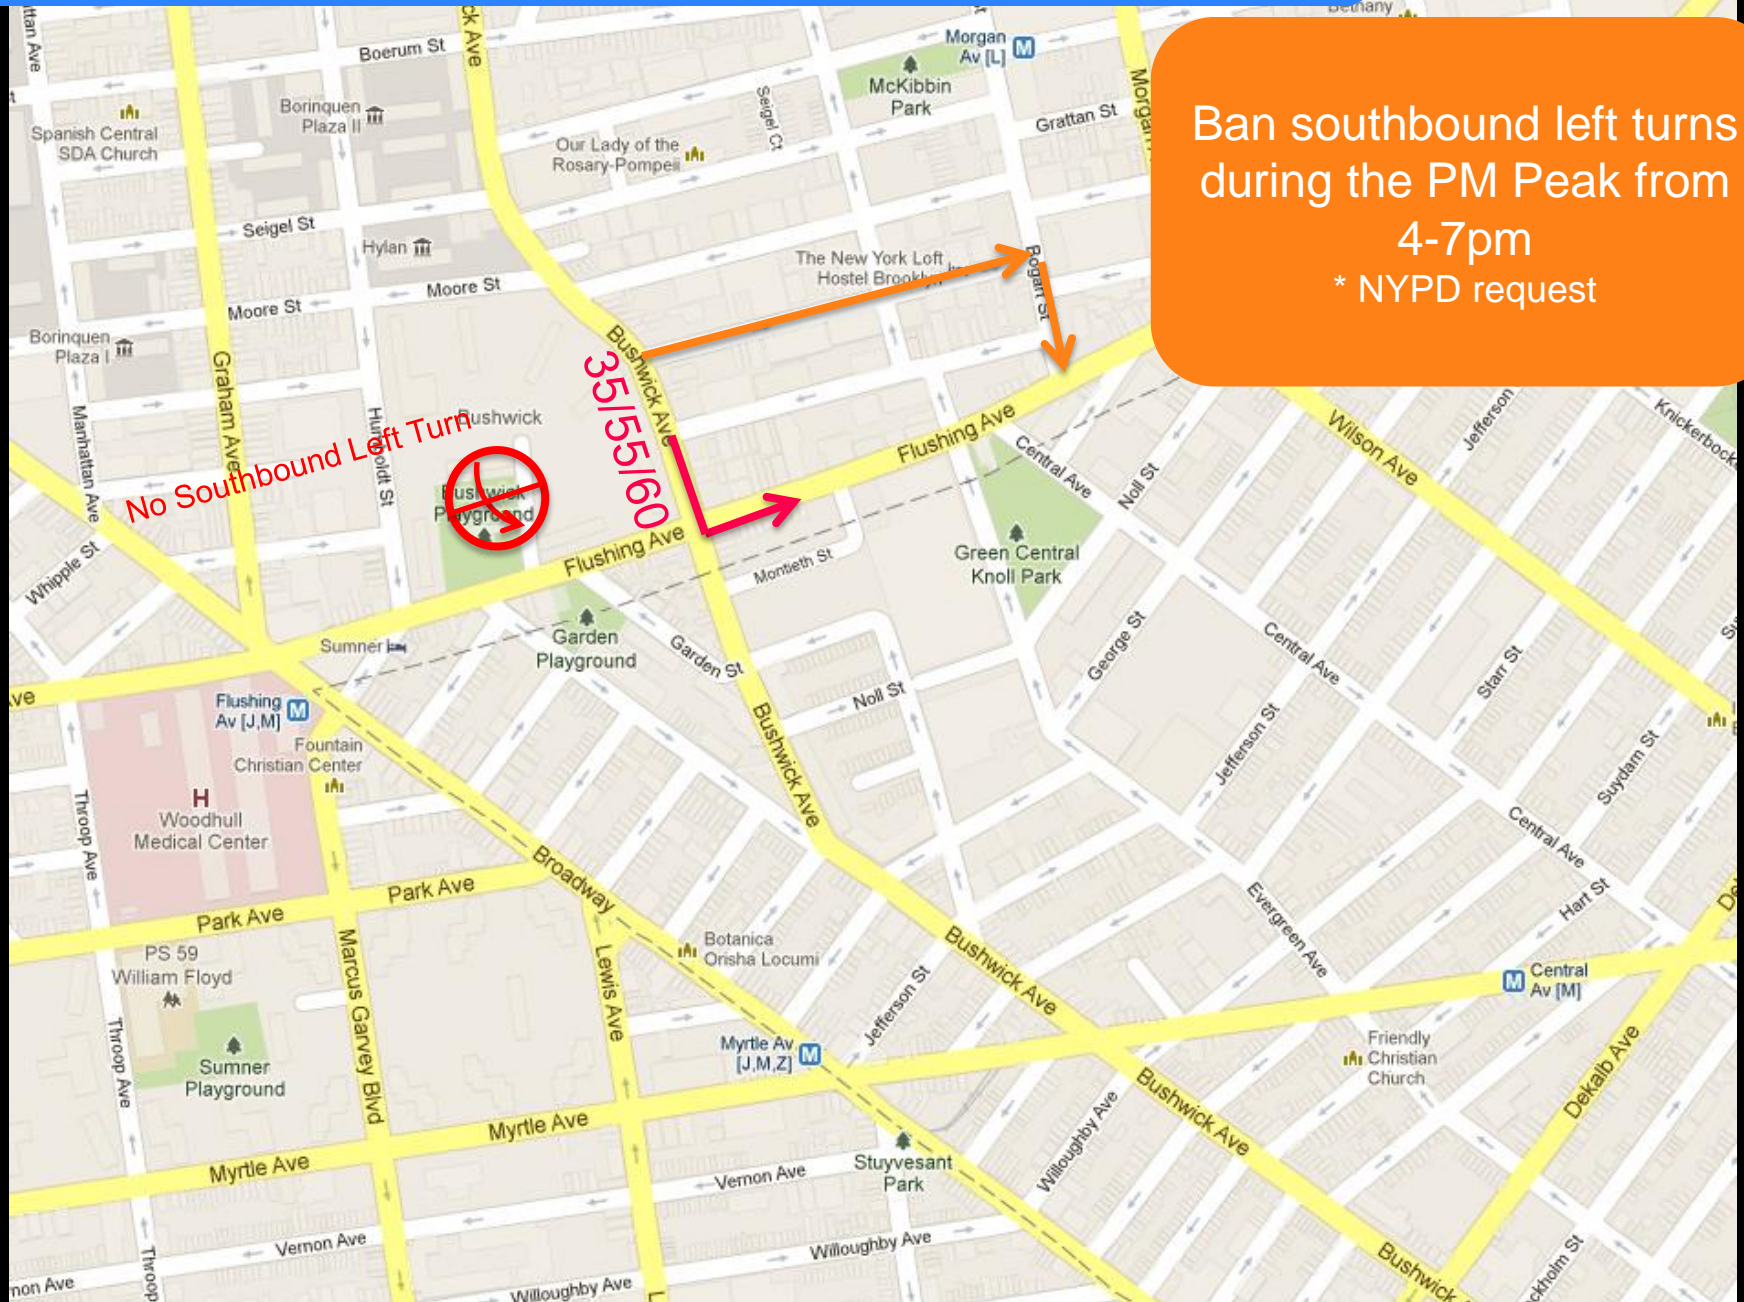 Boerum St
Morgan
Av [L]
McKibbin
Park
Borinquen
Plaza II
Spanish Central
SDA Church
Our Lady of the
Rosary-Pompeii
Seigel Ct
Grattan St
Ban southbound left turns
during the PM Peak from
4-7pm
* NYPD request
Seigel St
Hylan
The New York Loft
Bogart St
Moore St
Moore St
Borinquen
Plaza I
Graham Ave
Manhattan Ave
Humboldt St
Bushwick Ave
35/55/60
Bushwick
No Southbound Left Turn
Bushwick
Playground
Flushing Ave
Flushing Ave
Central Ave
Noll St
Wilson Ave
Jefferson
Whipple St
Montieth St
Green Central
Knoll Park
Sumner
Garden
Playground
Garden St
George St
Central Ave
Starr St
Flushing
Av [J,M]
Noll St
Bushwick Ave
Jefferson St
Suydam St
Fountain
Christian Center
H
Woodhull
Medical Center
Throop Ave
Central Ave
Broadway
Park Ave
Park Ave
Hart St
Evergreen Ave
PS 59
William Floyd
Marcus Garvey Blvd
Lewis Ave
Botanica
Orisha Locumi
Bushwick Ave
Jefferson St
Central
Av [M]
Throop Ave
Sumner
Playground
Myrtle Av
[J,M,Z]
Friendly
Christian
Church
Dekalb Ave
Myrtle Ave
Myrtle Ave
Bushwick Ave
Willoughby Ave
Stuyvesant
Park
Vernon Ave
Vernon Ave
Willoughby Ave
Willoughby Ave
Throop
Bushwick